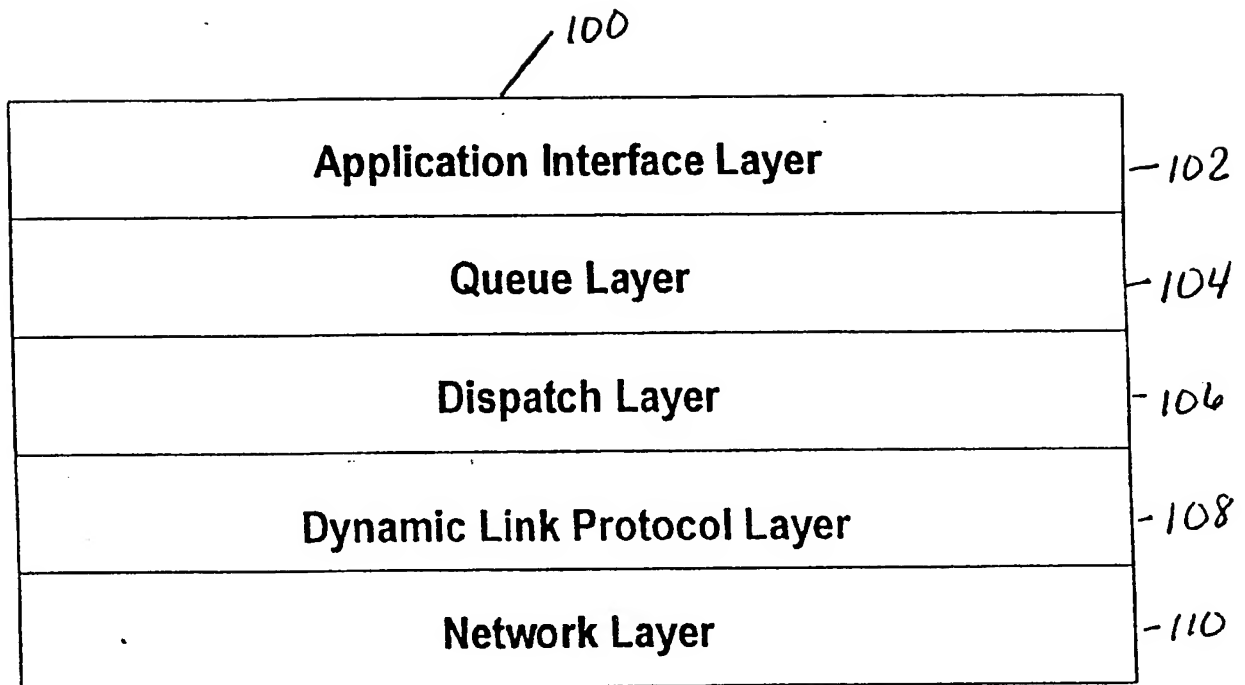 100
Application Interface Layer - 102
Queue Layer - 104
Dispatch Layer - 106
Dynamic Link Protocol Layer - 108
Network Layer - 110